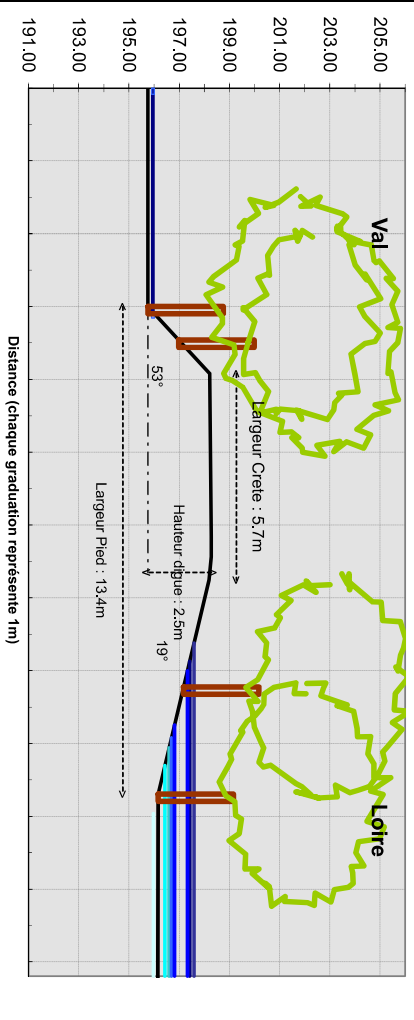 205.00
203.00
201.00
199.00
197.00
195.00
193.00
191.00
Val
Loire
Largeur Crete : 5.7m
Hauteur digue : 2.5m
53°
19°
Largeur Pied : 13.4m
Distance (chaque graduation représente 1m)